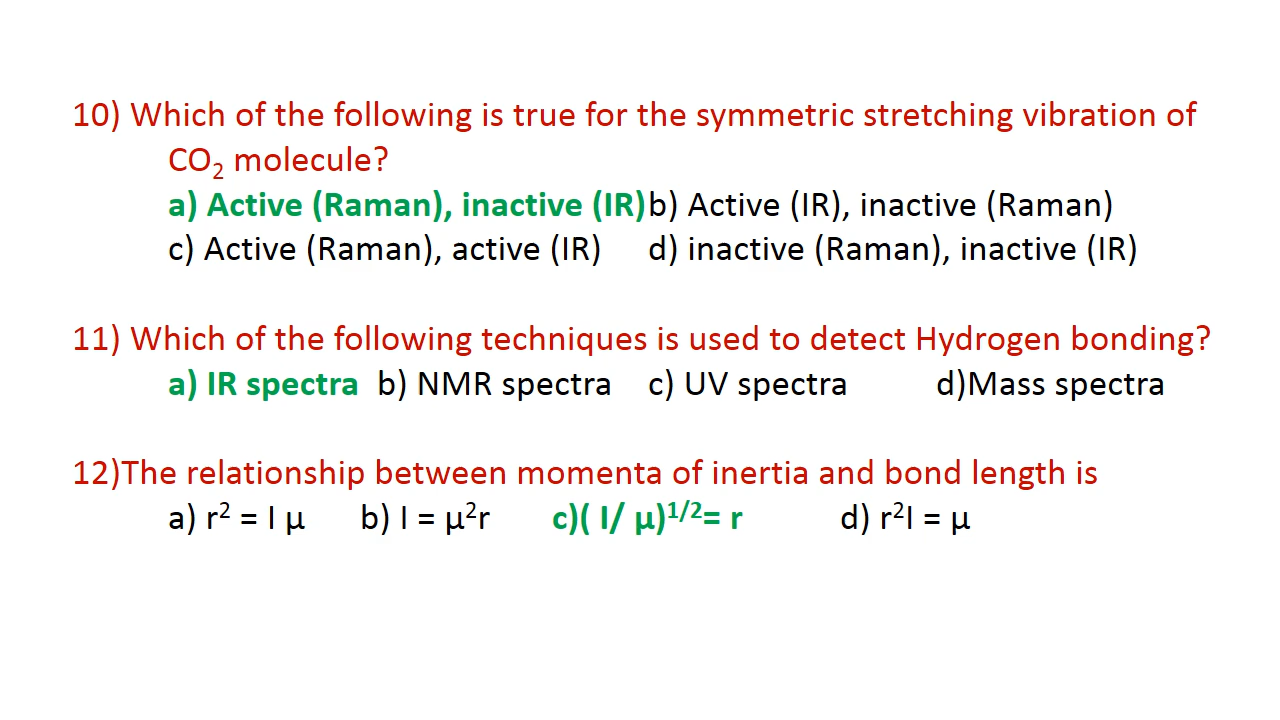 10) Which of the following is true for the symmetric stretching vibration of
CO₂ molecule?
a) Active (Raman), inactive (IR) b) Active (IR), inactive (Raman)
c) Active (Raman), active (IR) d) inactive (Raman), inactive (IR)
11) Which of the following techniques is used to detect Hydrogen bonding?
a) IR spectra b) NMR spectra c) UV spectra d)Mass spectra
12)The relationship between momenta of inertia and bond length is
a) r² = I μ b) I = μ²r c)( I/ μ)¹/²= r d) r²I = μ